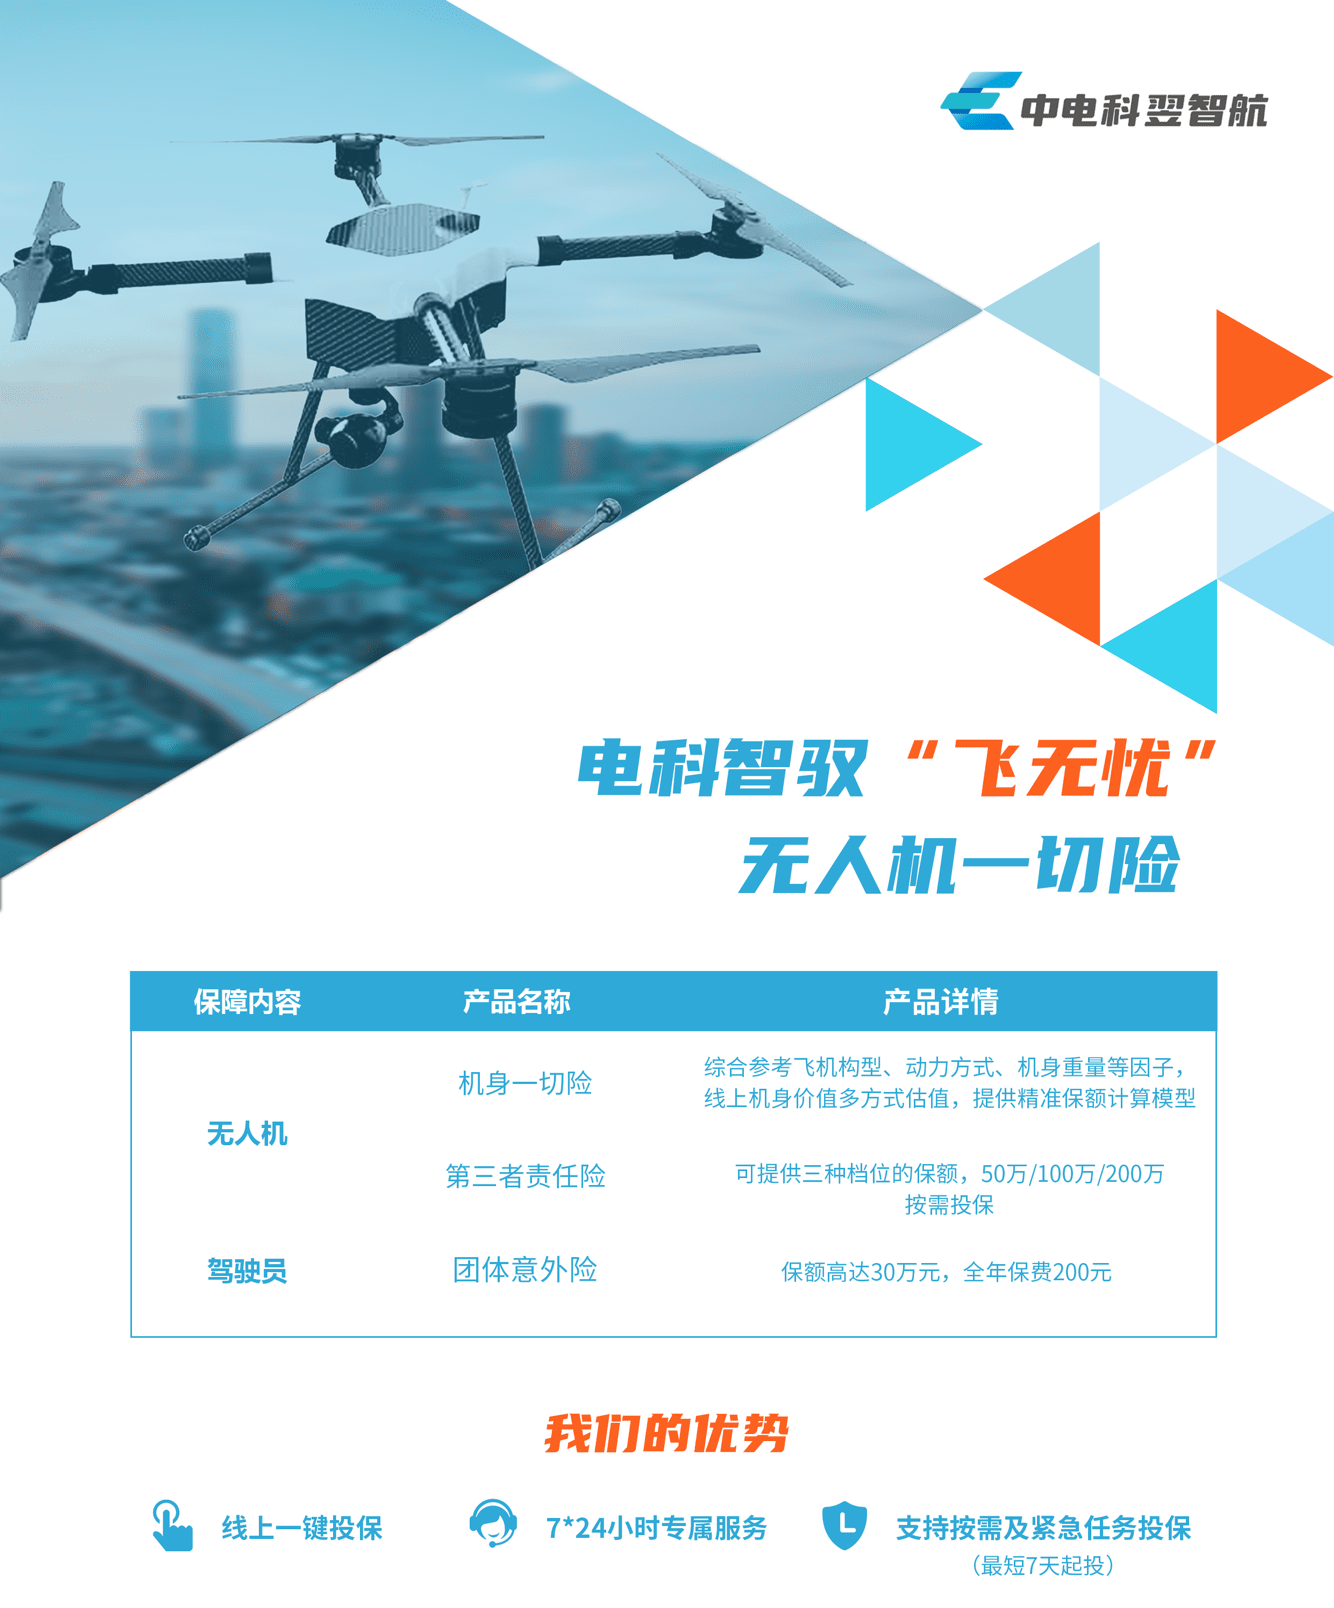 中电科翌智航
电科智驭“飞无忧”
无人机一切险
保障内容 产品名称 产品详情
无人机
机身一切险
综合参考飞机构型、动力方式、机身重量等因子，
线上机身价值多方式估值，提供精准保额计算模型
第三者责任险
可提供三种档位的保额，50万/100万/200万
按需投保
驾驶员 团体意外险 保额高达30万元，全年保费200元
我们的优势
线上一键投保 7*24小时专属服务 支持按需及紧急任务投保
（最短7天起投）